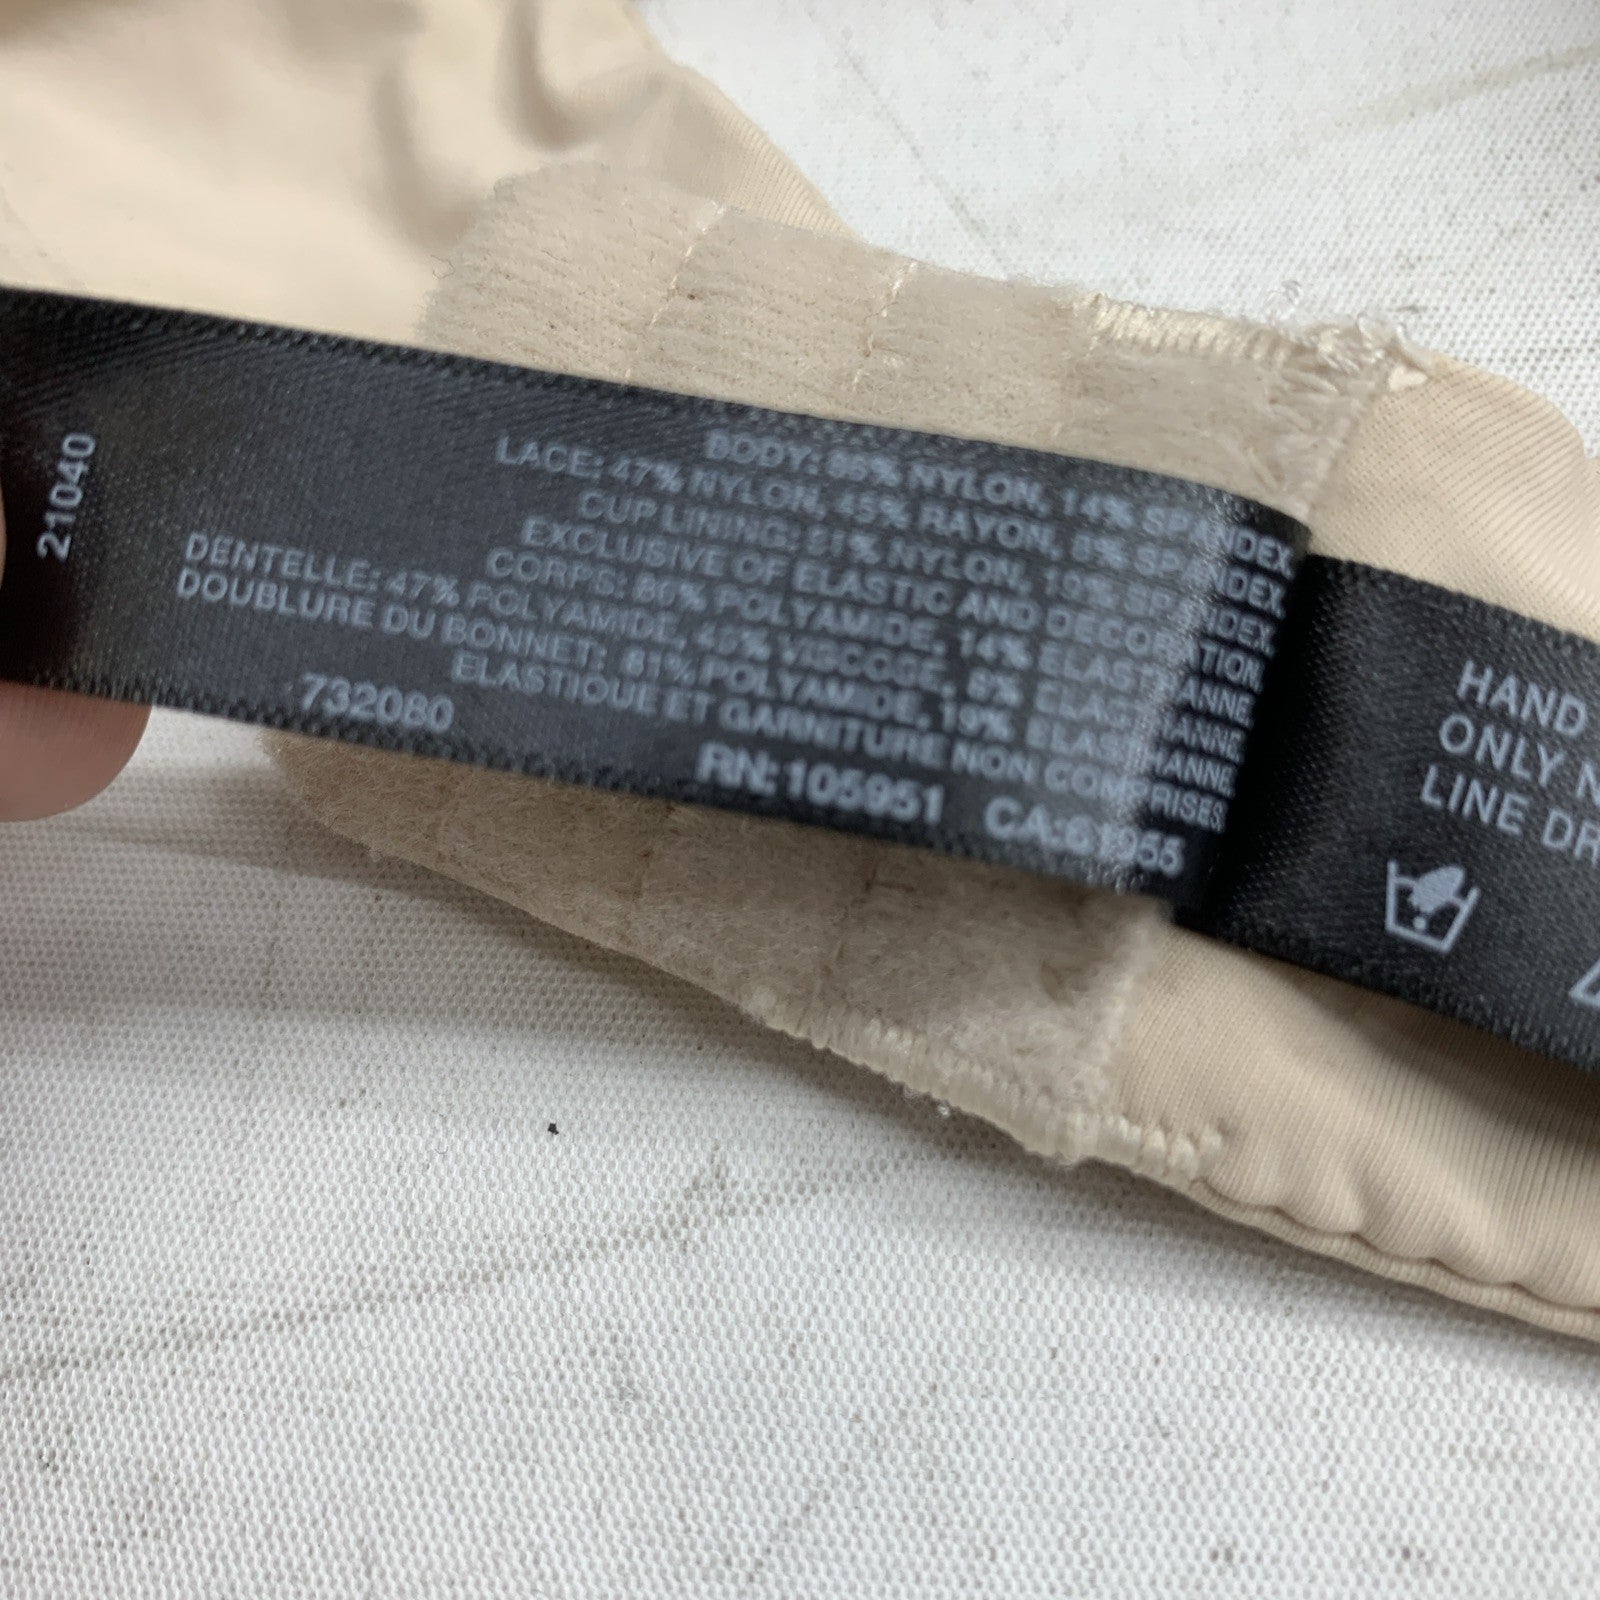 21040
BODY: 86% NYLON, 14% SPANDEX
LACE: 47% NYLON, 45% RAYON, 8% SPANDEX
CUP LINING: 81% NYLON, 19% SPANDEX
EXCLUSIVE OF ELASTIC AND DECORATION
CORPS: 86% POLYAMIDE, 14% ELASTHANNE
DENTELLE: 47% POLYAMIDE, 45% VISCOSE, 8% ELASTHANNE
DOUBLURE DU BONNET: 81% POLYAMIDE, 19% ELASTHANNE
ELASTIQUE ET GARNITURE NON COMPRISES
732080
RN: 105951 CA: 61955
HAND
ONLY N
LINE DR